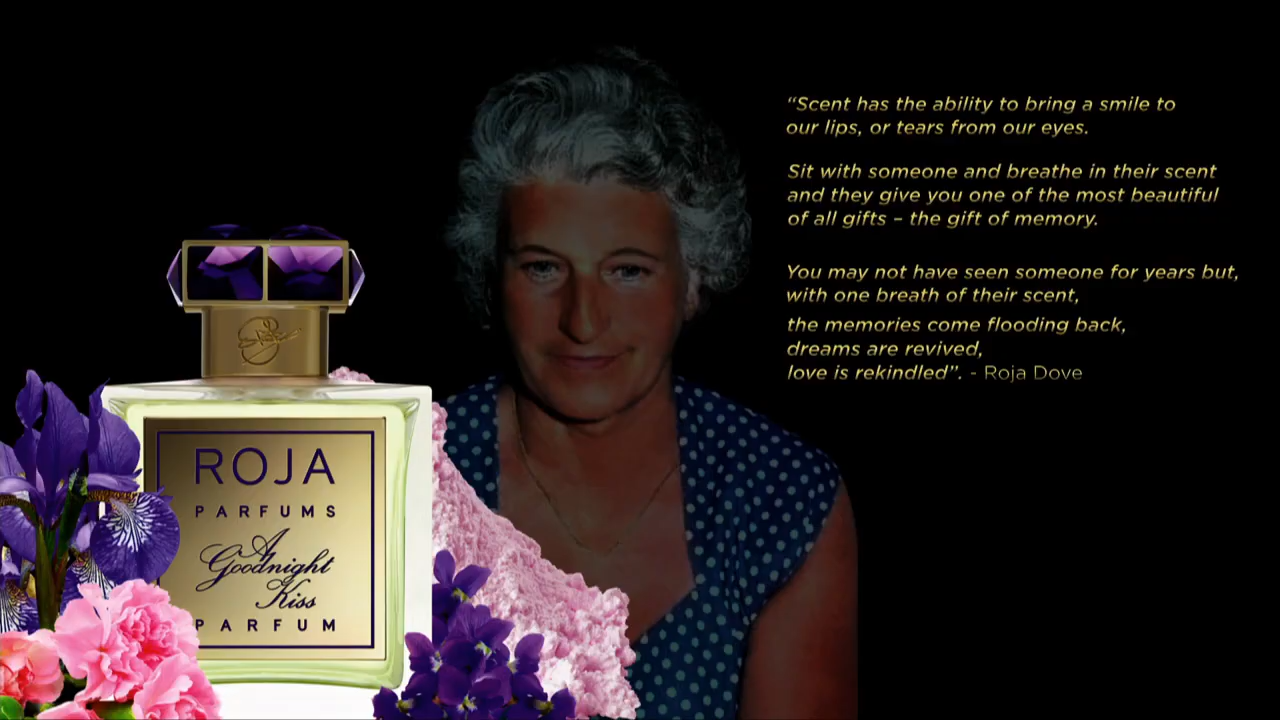 “Scent has the ability to bring a smile to
our lips, or tears from our eyes.
Sit with someone and breathe in their scent
and they give you one of the most beautiful
of all gifts – the gift of memory.
You may not have seen someone for years but,
with one breath of their scent,
the memories come flooding back,
dreams are revived,
love is rekindled”. - Roja Dove
ROJA
PARFUMS
A
Goodnight
Kiss
PARFUM